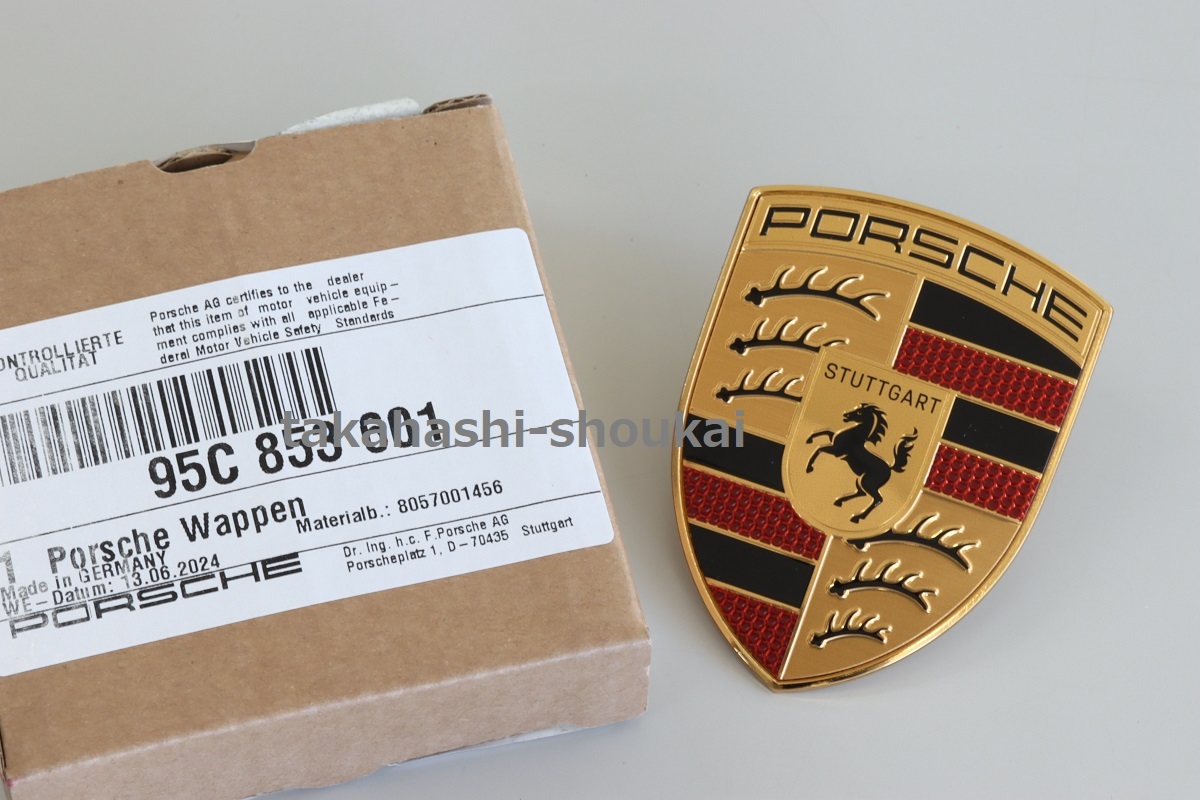 ONTROLLIERTE
QUALITÄT
Porsche AG certifies to the dealer
that this item of motor vehicle equip-
ment complies with all applicable Fe-
deral Motor Vehicle Safety Standards
95C 853 601
takahashi-shoukai
1 Porsche Wappen
Materialb.: 8057001456
Made in GERMANY
WE-Datum: 13.06.2024
PORSCHE
Dr. Ing. h.c. F.Porsche AG
Porscheplatz 1, D-70435 Stuttgart
PORSCHE
STUTTGART